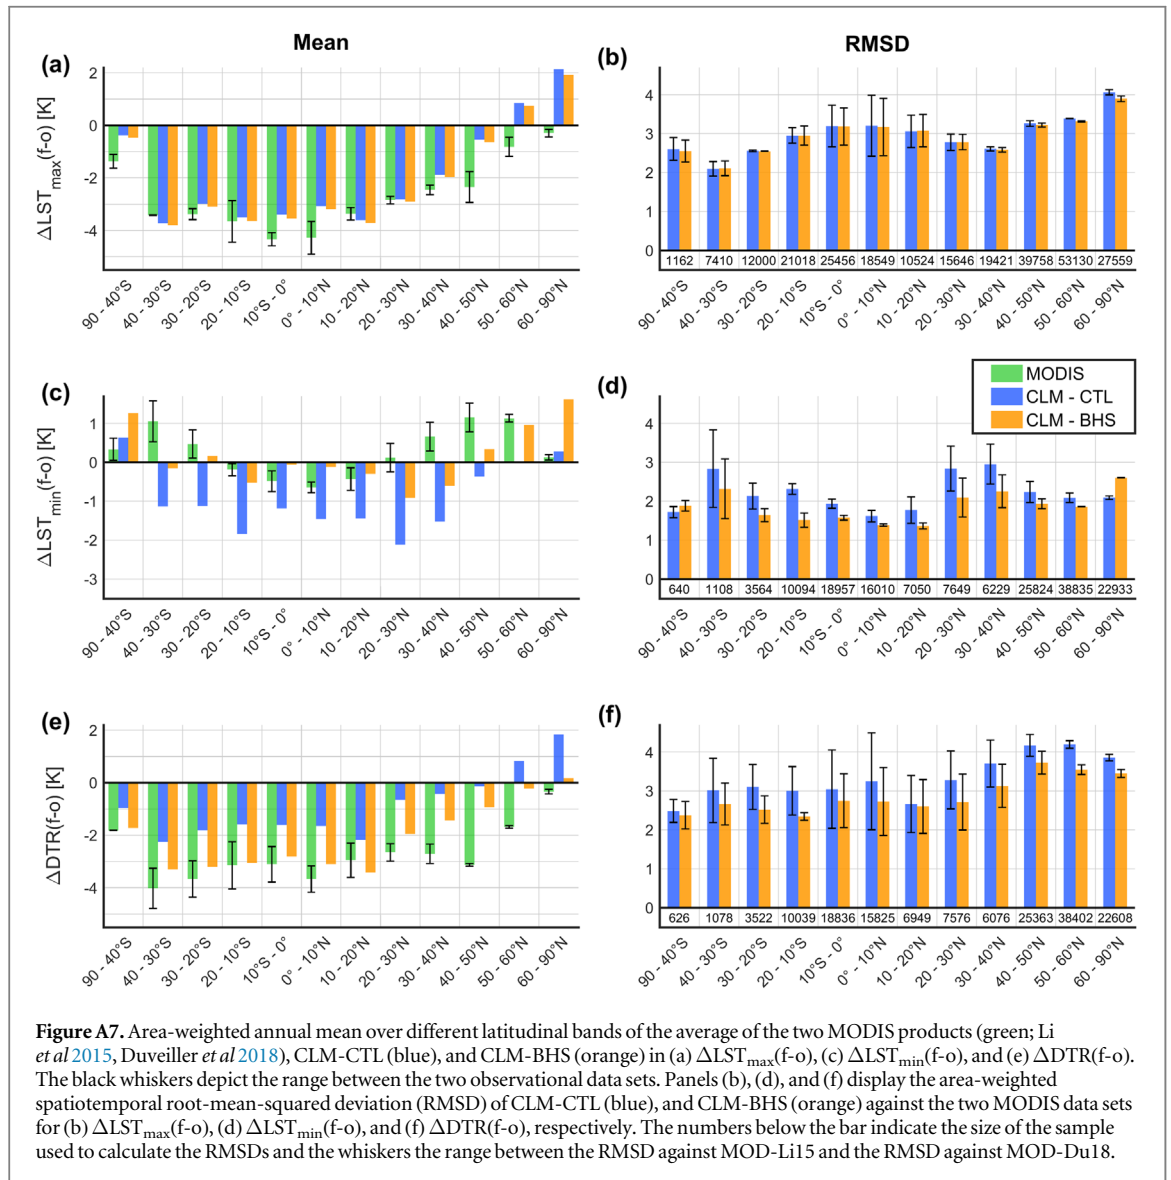 Mean
RMSD
(a)
ΔLSTmax(f-o) [K]
2
0
-2
-4
90 - 40°S
40 - 30°S
30 - 20°S
20 - 10°S
10°S - 0°
0° - 10°N
10 - 20°N
20 - 30°N
30 - 40°N
40 - 50°N
50 - 60°N
60 - 90°N
(b)
4
3
2
1
0
1162 7410 12000 21018 25456 18549 10524 15646 19421 39758 53130 27559
90 - 40°S
40 - 30°S
30 - 20°S
20 - 10°S
10°S - 0°
0° - 10°N
10 - 20°N
20 - 30°N
30 - 40°N
40 - 50°N
50 - 60°N
60 - 90°N
(c)
ΔLSTmin(f-o) [K]
1
0
-1
-2
-3
90 - 40°S
40 - 30°S
30 - 20°S
20 - 10°S
10°S - 0°
0° - 10°N
10 - 20°N
20 - 30°N
30 - 40°N
40 - 50°N
50 - 60°N
60 - 90°N
(d)
MODIS
CLM - CTL
CLM - BHS
4
3
2
1
0
640 1108 3564 10094 18957 16010 7050 7649 6229 25824 38835 22933
90 - 40°S
40 - 30°S
30 - 20°S
20 - 10°S
10°S - 0°
0° - 10°N
10 - 20°N
20 - 30°N
30 - 40°N
40 - 50°N
50 - 60°N
60 - 90°N
(e)
ΔDTR(f-o) [K]
2
0
-2
-4
90 - 40°S
40 - 30°S
30 - 20°S
20 - 10°S
10°S - 0°
0° - 10°N
10 - 20°N
20 - 30°N
30 - 40°N
40 - 50°N
50 - 60°N
60 - 90°N
(f)
4
3
2
1
0
626 1078 3522 10039 18836 15825 6949 7576 6076 25363 38402 22608
90 - 40°S
40 - 30°S
30 - 20°S
20 - 10°S
10°S - 0°
0° - 10°N
10 - 20°N
20 - 30°N
30 - 40°N
40 - 50°N
50 - 60°N
60 - 90°N
Figure A7. Area-weighted annual mean over different latitudinal bands of the average of the two MODIS products (green; Li
et al 2015, Duveiller et al 2018), CLM-CTL (blue), and CLM-BHS (orange) in (a) ΔLSTmax(f-o), (c) ΔLSTmin(f-o), and (e) ΔDTR(f-o).
The black whiskers depict the range between the two observational data sets. Panels (b), (d), and (f) display the area-weighted
spatiotemporal root-mean-squared deviation (RMSD) of CLM-CTL (blue), and CLM-BHS (orange) against the two MODIS data sets
for (b) ΔLSTmax(f-o), (d) ΔLSTmin(f-o), and (f) ΔDTR(f-o), respectively. The numbers below the bar indicate the size of the sample
used to calculate the RMSDs and the whiskers the range between the RMSD against MOD-Li15 and the RMSD against MOD-Du18.